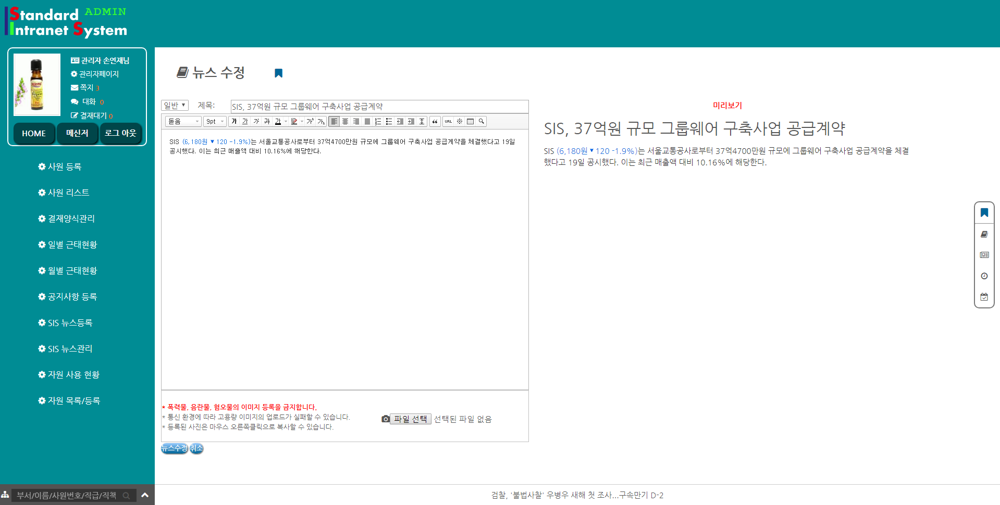 Standard ADMIN
Intranet System
관리자 손연재님
관리자페이지
쪽지 3
대화 0
결재대기 0
HOME 메신저 로그 아웃
사원 등록
사원 리스트
결재양식관리
일별 근태현황
월별 근태현황
공지사항 등록
SIS 뉴스등록
SIS 뉴스관리
자원 사용 현황
자원 목록/등록
부서/이름/사원번호/직급/직책
뉴스 수정
일반 ▼ 제목: SIS, 37억원 규모 그룹웨어 구축사업 공급계약
돋움 9pt 가 가 가 가 가 가¹ 가₁ “ URL ※
SIS (6,180원▼120 -1.9%)는 서울교통공사로부터 37억4700만원 규모에 그룹웨어 구축사업 공급계약을 체결했다고 19일
공시했다. 이는 최근 매출액 대비 10.16%에 해당한다.
* 폭력물, 음란물, 혐오물의 이미지 등록을 금지합니다.
* 통신 환경에 따라 고용량 이미지의 업로드가 실패할 수 있습니다.
* 등록된 사진은 마우스 오른쪽클릭으로 복사할 수 있습니다.
파일 선택 선택된 파일 없음
뉴스수정 취소
미리보기
SIS, 37억원 규모 그룹웨어 구축사업 공급계약
SIS (6,180원▼120 -1.9%)는 서울교통공사로부터 37억4700만원 규모에 그룹웨어 구축사업 공급계약을 체결
했다고 19일 공시했다. 이는 최근 매출액 대비 10.16%에 해당한다.
검찰, '불법사찰' 우병우 새해 첫 조사...구속만기 D-2